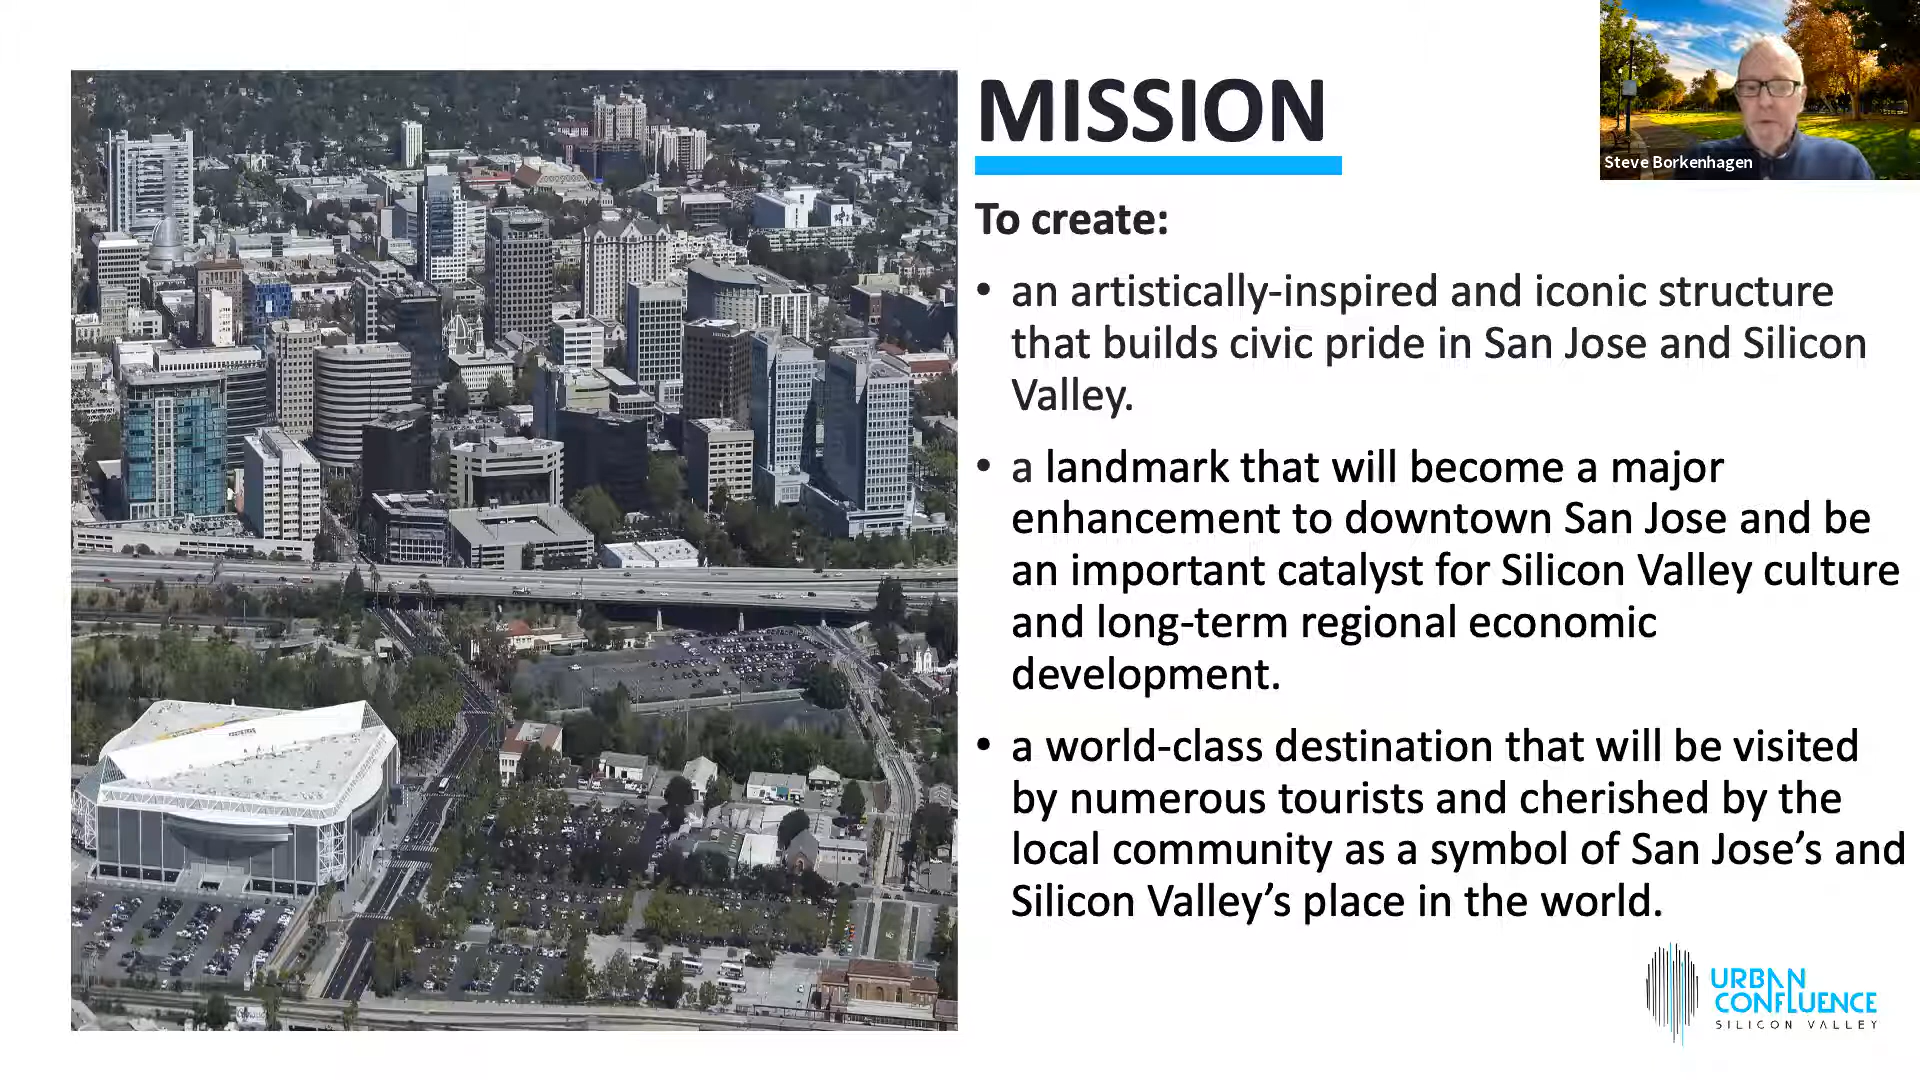 MISSION
Steve Borkenhagen
To create:
• an artistically-inspired and iconic structure
that builds civic pride in San Jose and Silicon
Valley.
• a landmark that will become a major
enhancement to downtown San Jose and be
an important catalyst for Silicon Valley culture
and long-term regional economic
development.
• a world-class destination that will be visited
by numerous tourists and cherished by the
local community as a symbol of San Jose’s and
Silicon Valley’s place in the world.
URBAN
CONFLUENCE
SILICON VALLEY